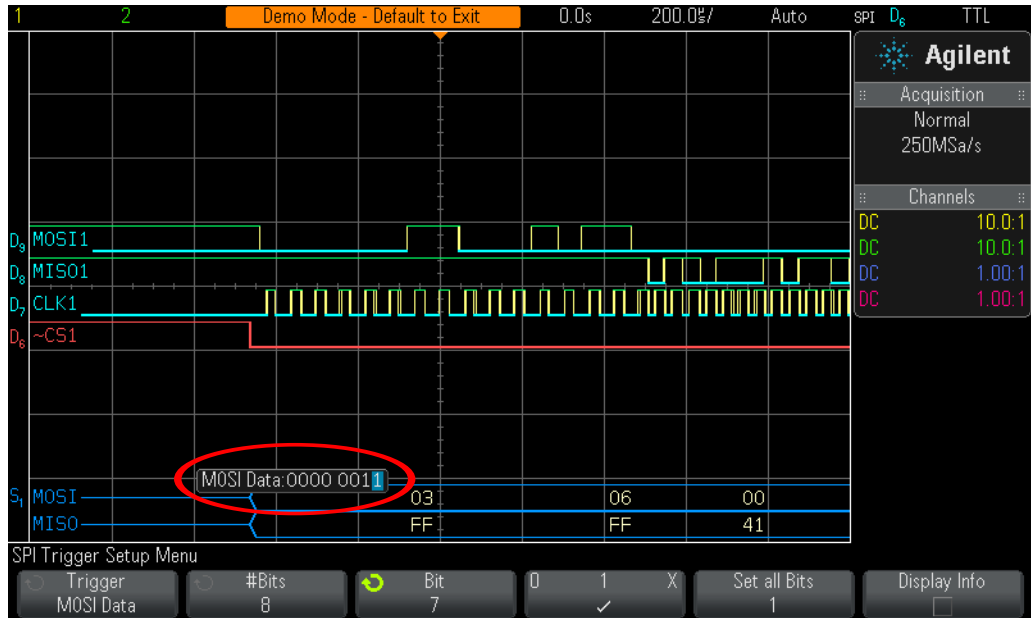 1 2 Demo Mode - Default to Exit 0.0s 200.0㎲/ Auto SPI D6 TTL
Agilent
Acquisition
Normal
250MSa/s
Channels
DC 10.0:1
DC 10.0:1
DC 1.00:1
DC 1.00:1
D9 MOSI1
D8 MISO1
D7 CLK1
D6 ~CS1
MOSI Data:0000 0011
S1 MOSI 03 06 00
MISO FF FF 41
SPI Trigger Setup Menu
Trigger #Bits Bit 0 1 X Set all Bits Display Info
MOSI Data 8 7 ✓ 1